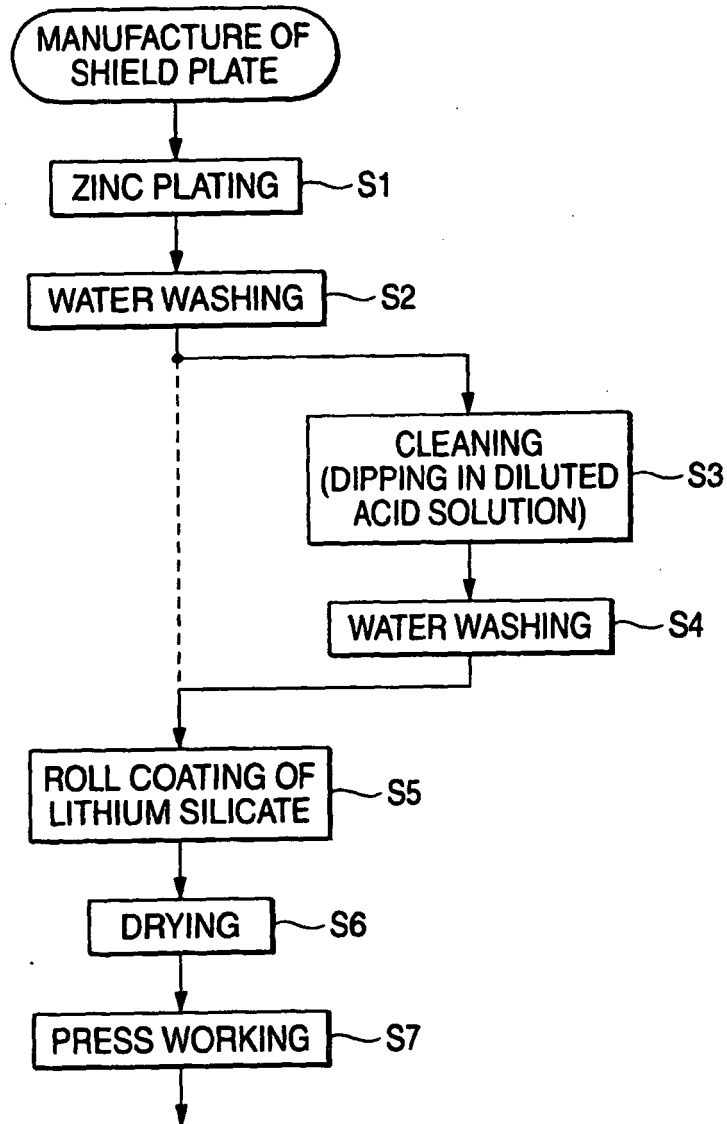 MANUFACTURE OF
SHIELD PLATE
ZINC PLATING
S1
WATER WASHING
S2
CLEANING
(DIPPING IN DILUTED
ACID SOLUTION)
S3
WATER WASHING
S4
ROLL COATING OF
LITHIUM SILICATE
S5
DRYING
S6
PRESS WORKING
S7